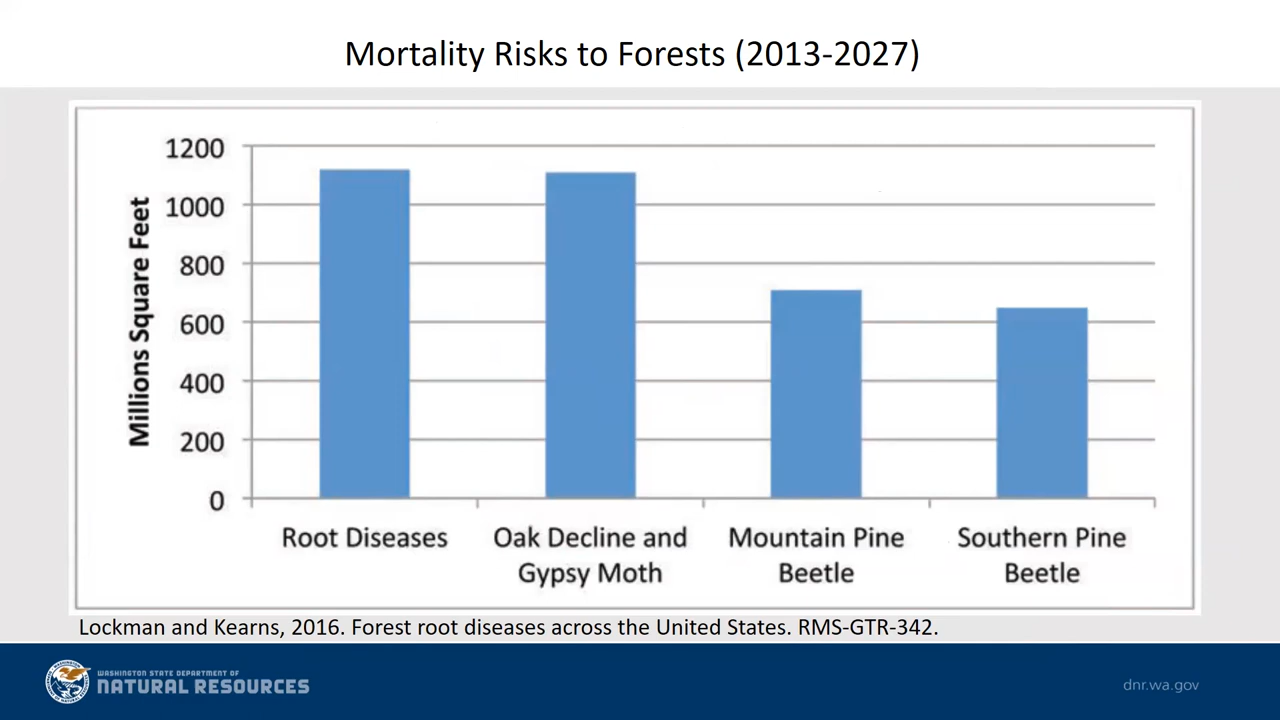 Mortality Risks to Forests (2013-2027)
1200
1000
800
600
400
200
0
Millions Square Feet
Root Diseases
Oak Decline and
Gypsy Moth
Mountain Pine
Beetle
Southern Pine
Beetle
Lockman and Kearns, 2016. Forest root diseases across the United States. RMS-GTR-342.
WASHINGTON STATE DEPARTMENT OF
NATURAL RESOURCES
dnr.wa.gov